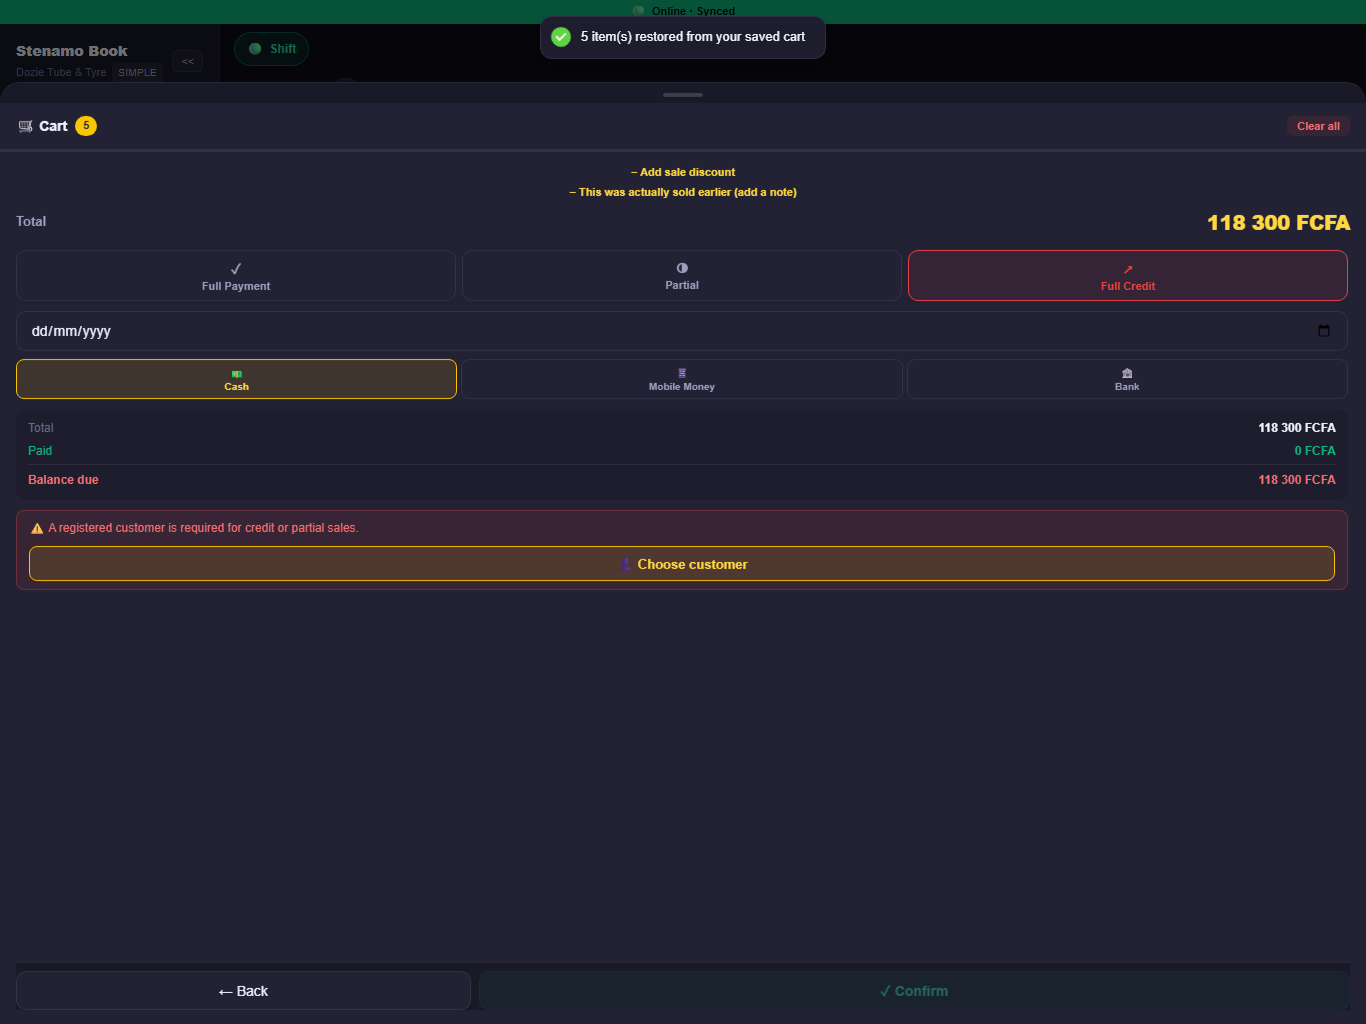 Online · Synced
5 item(s) restored from your saved cart
Stenamo Book
<<
Dozie Tube & Tyre SIMPLE
Shift
Cart 5
Clear all
– Add sale discount
– This was actually sold earlier (add a note)
Total
118 300 FCFA
✓
Full Payment
Partial
↗
Full Credit
dd/mm/yyyy
Cash
Mobile Money
Bank
Total
118 300 FCFA
Paid
0 FCFA
Balance due
118 300 FCFA
A registered customer is required for credit or partial sales.
Choose customer
← Back
✓ Confirm